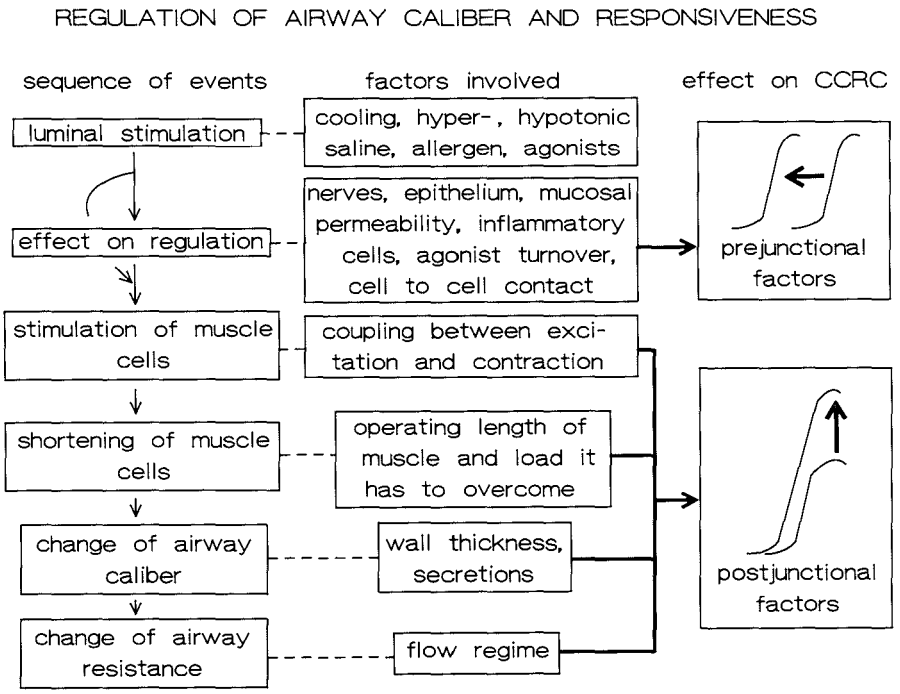 REGULATION OF AIRWAY CALIBER AND RESPONSIVENESS
sequence of events
factors involved
effect on CCRC
luminal stimulation
cooling, hyper-, hypotonic
saline, allergen, agonists
effect on regulation
nerves, epithelium, mucosal
permeability, inflammatory
cells, agonist turnover,
cell to cell contact
prejunctional
factors
stimulation of muscle
cells
coupling between exci-
tation and contraction
shortening of muscle
cells
operating length of
muscle and load it
has to overcome
change of airway
caliber
wall thickness,
secretions
postjunctional
factors
change of airway
resistance
flow regime